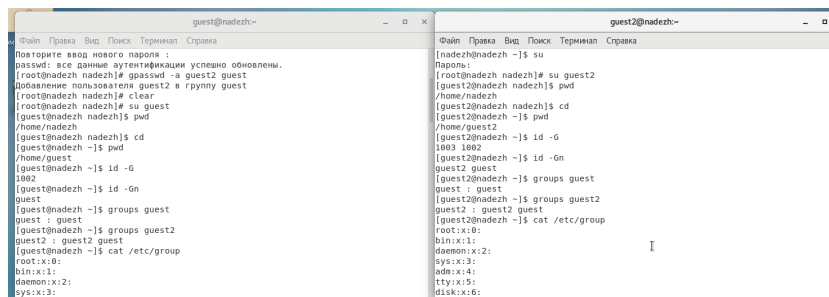 guest@nadezh:~
Файл Правка Вид Поиск Терминал Справка
Повторите ввод нового пароля :
passwd: все данные аутентификации успешно обновлены.
[root@nadezh nadezh]# gpasswd -a guest2 guest
Добавление пользователя guest2 в группу guest
[root@nadezh nadezh]# clear
[root@nadezh nadezh]# su guest
[guest@nadezh nadezh]$ pwd
/home/nadezh
[guest@nadezh nadezh]$ cd
[guest@nadezh ~]$ pwd
/home/guest
[guest@nadezh ~]$ id -G
1002
[guest@nadezh ~]$ id -Gn
guest
[guest@nadezh ~]$ groups guest
guest : guest
[guest@nadezh ~]$ groups guest2
guest2 : guest2 guest
[guest@nadezh ~]$ cat /etc/group
root:x:0:
bin:x:1:
daemon:x:2:
sys:x:3:
guest2@nadezh:~
Файл Правка Вид Поиск Терминал Справка
[nadezh@nadezh ~]$ su
Пароль:
[root@nadezh nadezh]# su guest2
[guest2@nadezh nadezh]$ pwd
/home/nadezh
[guest2@nadezh nadezh]$ cd
[guest2@nadezh ~]$ pwd
/home/guest2
[guest2@nadezh ~]$ id -G
1003 1002
[guest2@nadezh ~]$ id -Gn
guest2 guest
[guest2@nadezh ~]$ groups guest
guest : guest
[guest2@nadezh ~]$ groups guest2
guest2 : guest2 guest
[guest2@nadezh ~]$ cat /etc/group
root:x:0:
bin:x:1:
daemon:x:2:
sys:x:3:
adm:x:4:
tty:x:5:
disk:x:6: